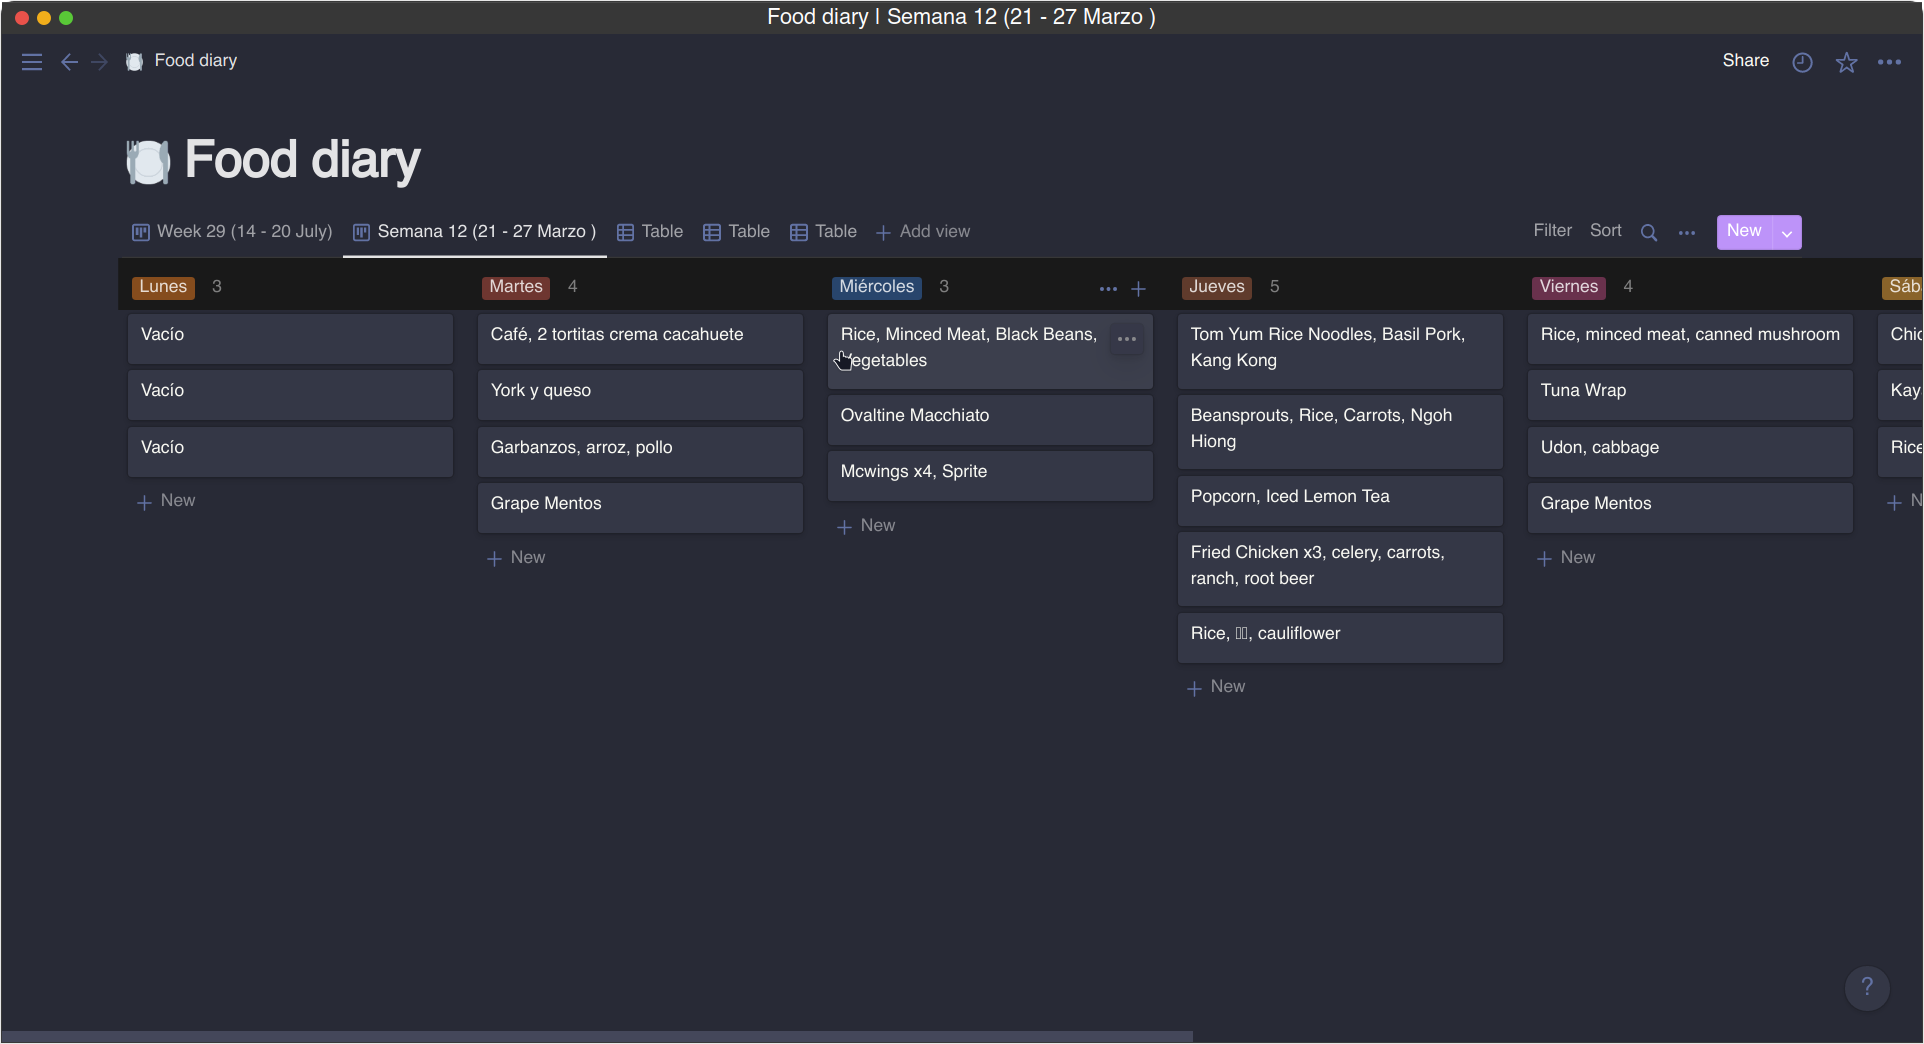 Food diary | Semana 12 (21 - 27 Marzo )
Food diary
Share
Food diary
Week 29 (14 - 20 July)
Semana 12 (21 - 27 Marzo )
Table
Table
Table
Add view
Filter
Sort
New
Lunes 3
Vacío
Vacío
Vacío
New
Martes 4
Café, 2 tortitas crema cacahuete
York y queso
Garbanzos, arroz, pollo
Grape Mentos
New
Miércoles 3
Rice, Minced Meat, Black Beans,
Vegetables
Ovaltine Macchiato
Mcwings x4, Sprite
New
Jueves 5
Tom Yum Rice Noodles, Basil Pork,
Kang Kong
Beansprouts, Rice, Carrots, Ngoh
Hiong
Popcorn, Iced Lemon Tea
Fried Chicken x3, celery, carrots,
ranch, root beer
Rice, , cauliflower
New
Viernes 4
Rice, minced meat, canned mushroom
Tuna Wrap
Udon, cabbage
Grape Mentos
New
Sáb
Chic
Kay
Rice
N
?